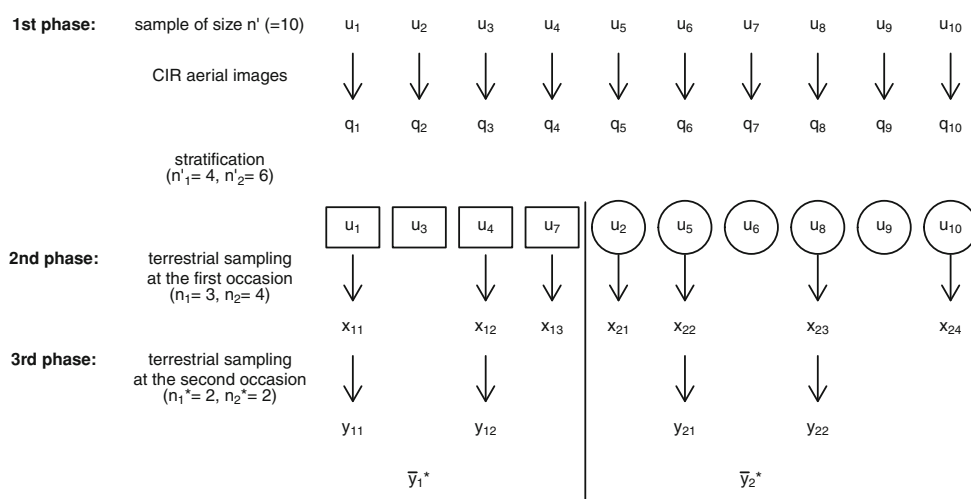 1st phase: sample of size n' (=10) u₁ u₂ u₃ u₄ u₅ u₆ u₇ u₈ u₉ u₁₀
CIR aerial images
q₁ q₂ q₃ q₄ q₅ q₆ q₇ q₈ q₉ q₁₀
stratification
(n'₁= 4, n'₂= 6)
u₁ u₃ u₄ u₇ u₂ u₅ u₆ u₈ u₉ u₁₀
2nd phase: terrestrial sampling
at the first occasion
(n₁= 3, n₂= 4)
x₁₁ x₁₂ x₁₃ x₂₁ x₂₂ x₂₃ x₂₄
3rd phase: terrestrial sampling
at the second occasion
(n₁*= 2, n₂*= 2)
y₁₁ y₁₂ y₂₁ y₂₂
y̅₁* y̅₂*